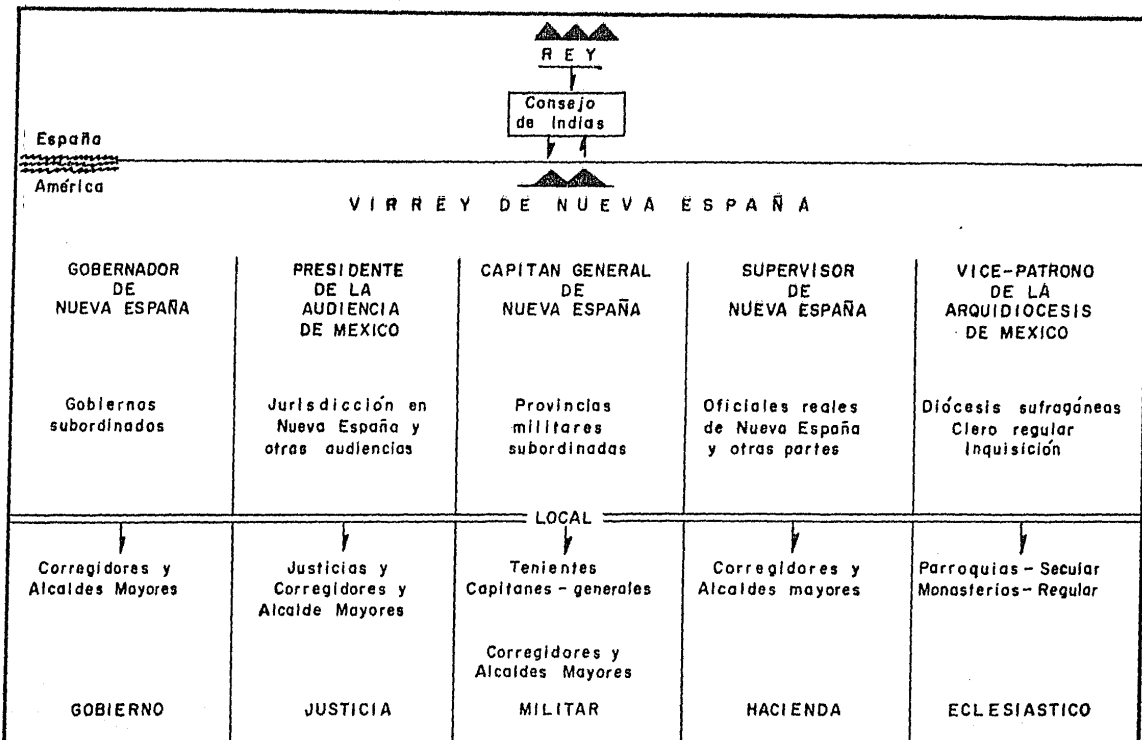 REY
Consejo
de Indias
España
América
VIRREY DE NUEVA ESPAÑA
GOBERNADOR
DE
NUEVA ESPAÑA
Gobiernos
subordinados
PRESIDENTE
DE LA
AUDIENCIA
DE MEXICO
Jurisdicción en
Nueva España y
otras audiencias
CAPITAN GENERAL
DE
NUEVA ESPAÑA
Provincias
militares
subordinadas
SUPERVISOR
DE
NUEVA ESPAÑA
Oficiales reales
de Nueva España
y otras partes
VICE-PATRONO
DE LA
ARQUIDIOCESIS
DE MEXICO
Diócesis sufragáneas
Clero regular
Inquisición
LOCAL
Corregidores y
Alcaldes Mayores
GOBIERNO
Justicias y
Corregidores y
Alcalde Mayores
JUSTICIA
Tenientes
Capitanes-generales
Corregidores y
Alcaldes Mayores
MILITAR
Corregidores y
Alcaldes mayores
HACIENDA
Parroquias-Secular
Monasterios-Regular
ECLESIASTICO